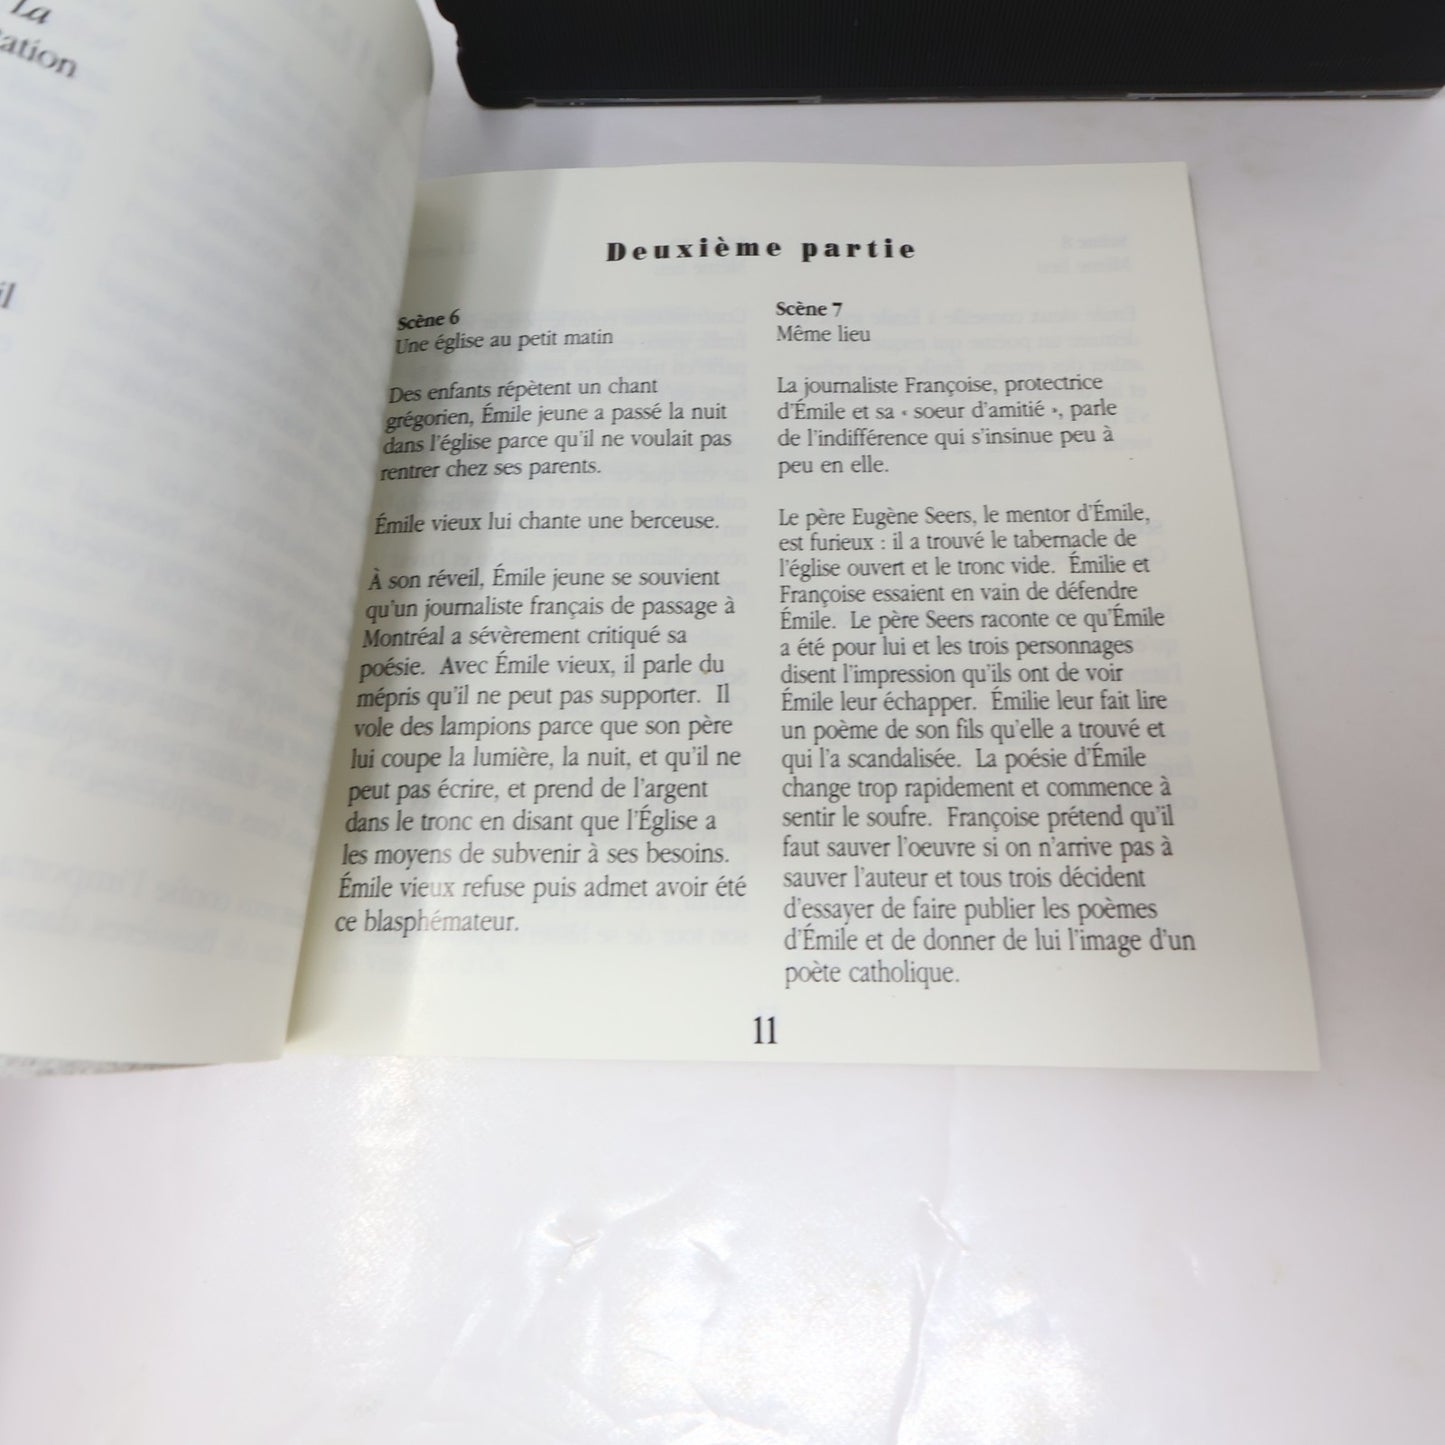 La
ation
il
Deuxième partie
Scène 6
Une église au petit matin
Des enfants répètent un chant
grégorien, Émile jeune a passé la nuit
dans l'église parce qu'il ne voulait pas
rentrer chez ses parents.
Émile vieux lui chante une berceuse.
À son réveil, Émile jeune se souvient
qu'un journaliste français de passage à
Montréal a sévèrement critiqué sa
poésie. Avec Émile vieux, il parle du
mépris qu'il ne peut pas supporter. Il
vole des lampions parce que son père
lui coupe la lumière, la nuit, et qu'il ne
peut pas écrire, et prend de l'argent
dans le tronc en disant que l'Église a
les moyens de subvenir à ses besoins.
Émile vieux refuse puis admet avoir été
ce blasphémateur.
Scène 7
Même lieu
La journaliste Françoise, protectrice
d'Émile et sa « soeur d'amitié », parle
de l'indifférence qui s'insinue peu à
peu en elle.
Le père Eugène Seers, le mentor d'Émile,
est furieux : il a trouvé le tabernacle de
l'église ouvert et le tronc vide. Émilie et
Françoise essaient en vain de défendre
Émile. Le père Seers raconte ce qu'Émile
a été pour lui et les trois personnages
disent l'impression qu'ils ont de voir
Émile leur échapper. Émilie leur fait lire
un poème de son fils qu'elle a trouvé et
qui l'a scandalisée. La poésie d'Émile
change trop rapidement et commence à
sentir le soufre. Françoise prétend qu'il
faut sauver l'oeuvre si on n'arrive pas à
sauver l'auteur et tous trois décident
d'essayer de faire publier les poèmes
d'Émile et de donner de lui l'image d'un
poète catholique.
11